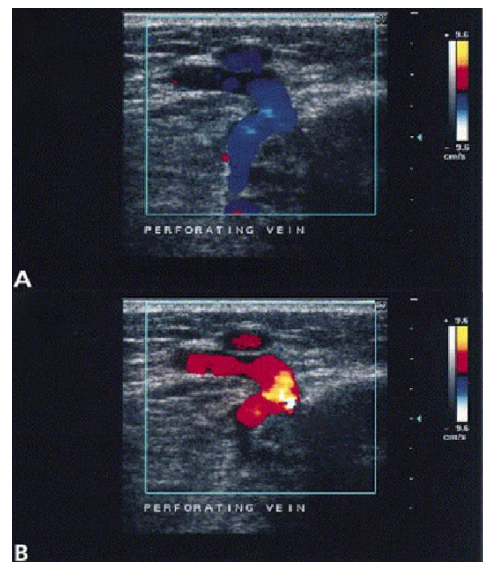 + 9.6
- 9.6
cm/s
PERFORATING VEIN
A
+ 9.6
- 9.6
cm/s
PERFORATING VEIN
B